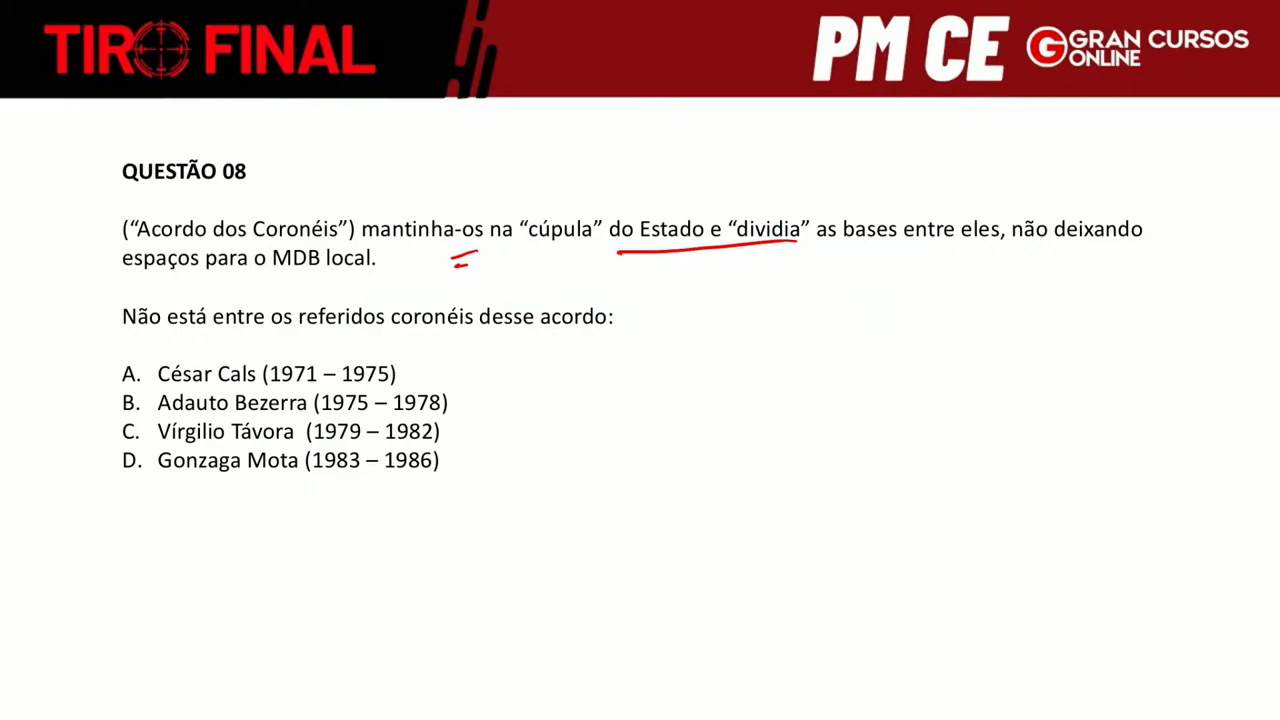 TIRO FINAL
PM CE
GRAN CURSOS
ONLINE
QUESTÃO 08
(“Acordo dos Coronéis”) mantinha-os na “cúpula” do Estado e “dividia” as bases entre eles, não deixando
espaços para o MDB local.
Não está entre os referidos coronéis desse acordo:
A. César Cals (1971 – 1975)
B. Adauto Bezerra (1975 – 1978)
C. Vírgilio Távora (1979 – 1982)
D. Gonzaga Mota (1983 – 1986)